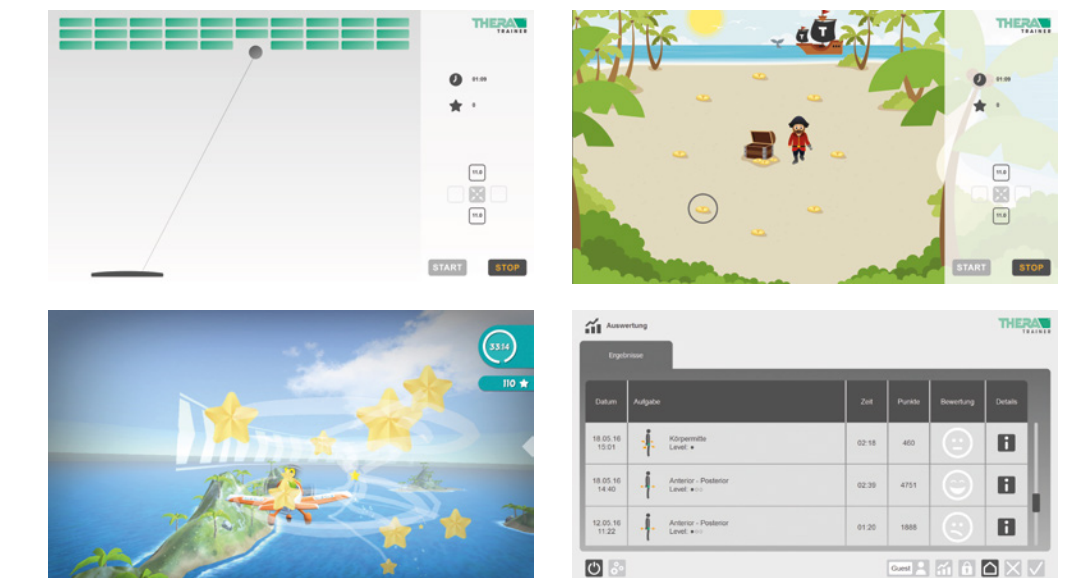 THERA
TRAINER
01:09
0
11.0
11.0
START STOP
THERA
TRAINER
T
01:09
0
11.0
11.0
START STOP
33:14
110
Auswertung
THERA
TRAINER
Ergebnisse
Datum Aufgabe Zeit Punkte Bewertung Details
18.05.16
15:01
Körpermitte
Level:
02:18 460
18.05.16
14:40
Anterior - Posterior
Level:
02:39 4751
12.05.16
11:22
Anterior - Posterior
Level:
01:20 1888
Guest